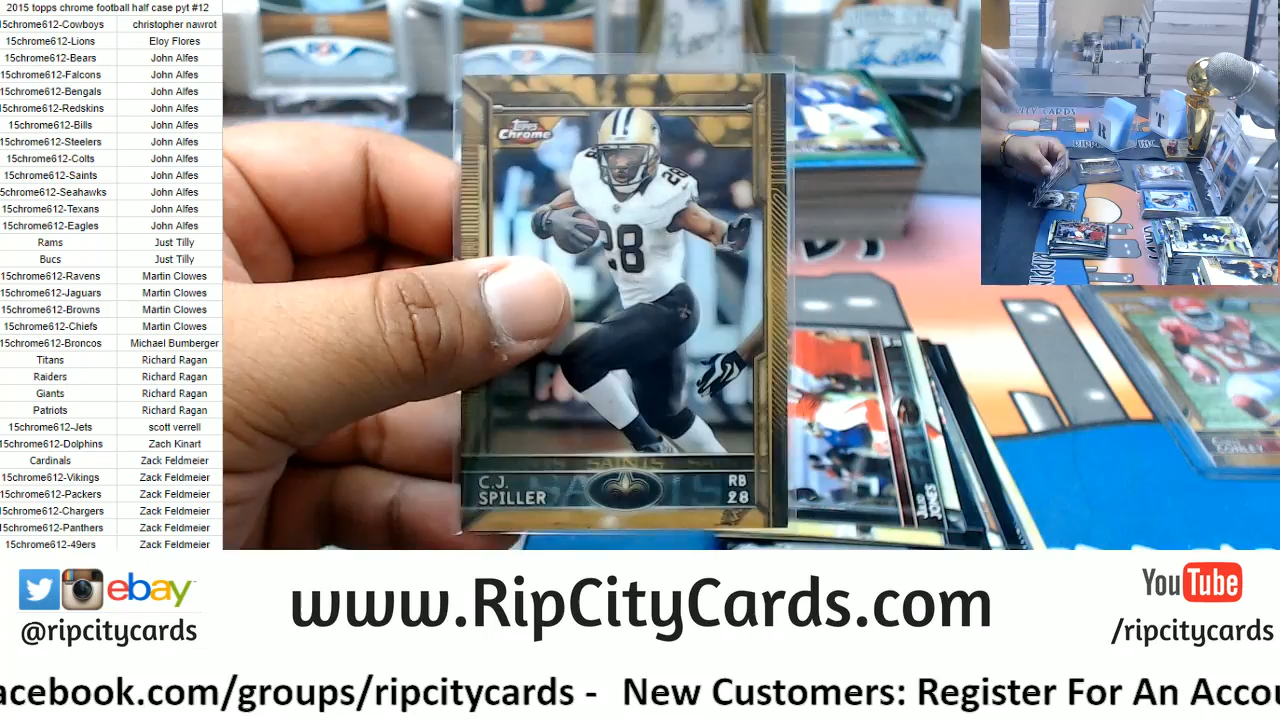 2015 topps chrome football half case pyt #12
15chrome612-Cowboys christopher nawrot
15chrome612-Lions Eloy Flores
15chrome612-Bears John Alfes
15chrome612-Falcons John Alfes
15chrome612-Bengals John Alfes
5chrome612-Redskins John Alfes
15chrome612-Bills John Alfes
15chrome612-Steelers John Alfes
15chrome612-Colts John Alfes
15chrome612-Saints John Alfes
5chrome612-Seahawks John Alfes
15chrome612-Texans John Alfes
15chrome612-Eagles John Alfes
Rams Just Tilly
Bucs Just Tilly
15chrome612-Ravens Martin Clowes
15chrome612-Jaguars Martin Clowes
15chrome612-Browns Martin Clowes
15chrome612-Chiefs Martin Clowes
15chrome612-Broncos Michael Bumberger
Titans Richard Ragan
Raiders Richard Ragan
Giants Richard Ragan
Patriots Richard Ragan
15chrome612-Jets scott verrell
15chrome612-Dolphins Zach Kinart
Cardinals Zack Feldmeier
15chrome612-Vikings Zack Feldmeier
15chrome612-Packers Zack Feldmeier
15chrome612-Chargers Zack Feldmeier
15chrome612-Panthers Zack Feldmeier
15chrome612-49ers Zack Feldmeier
TOPPS
Chrome
28
28
SAINTS
C.J.
SPILLER
RB
28
JONES
ebay
@ripcitycards
www.RipCityCards.com
YouTube
/ripcitycards
acebook.com/groups/ripcitycards - New Customers: Register For An Accou